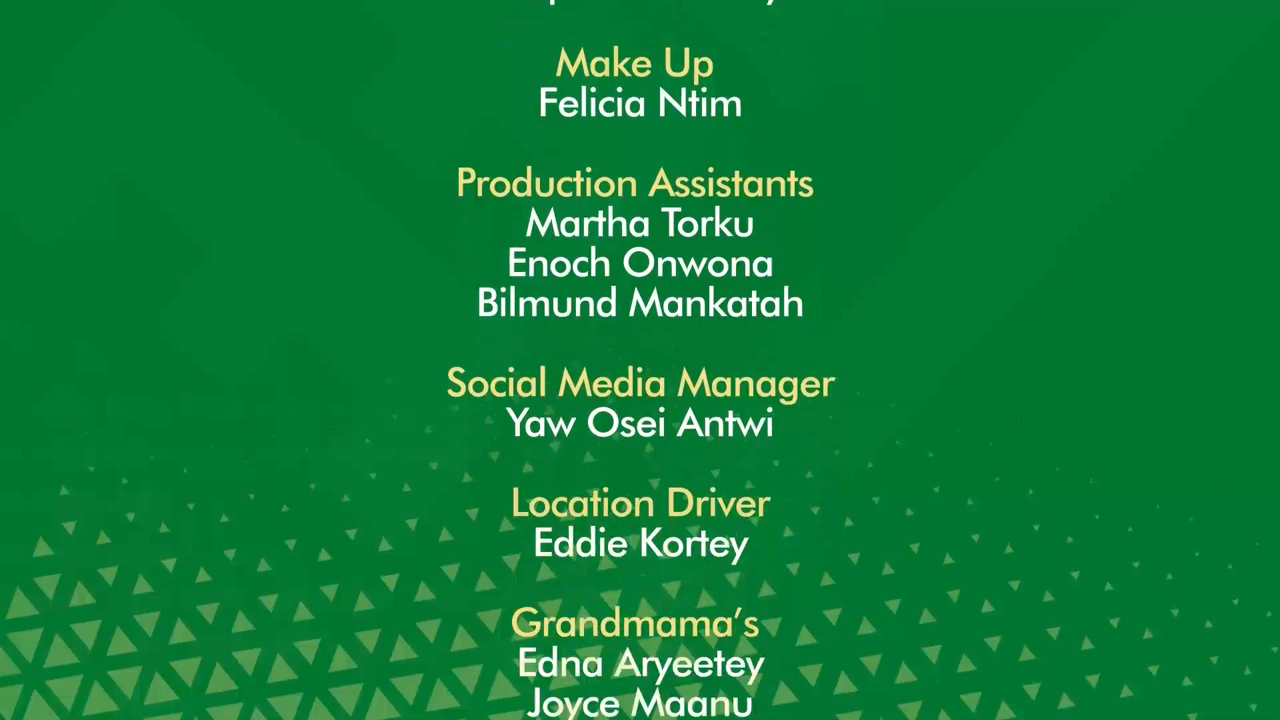 Make Up
Felicia Ntim
Production Assistants
Martha Torku
Enoch Onwona
Bilmund Mankatah
Social Media Manager
Yaw Osei Antwi
Location Driver
Eddie Kortey
Grandmama's
Edna Aryeetey
Joyce Maanu